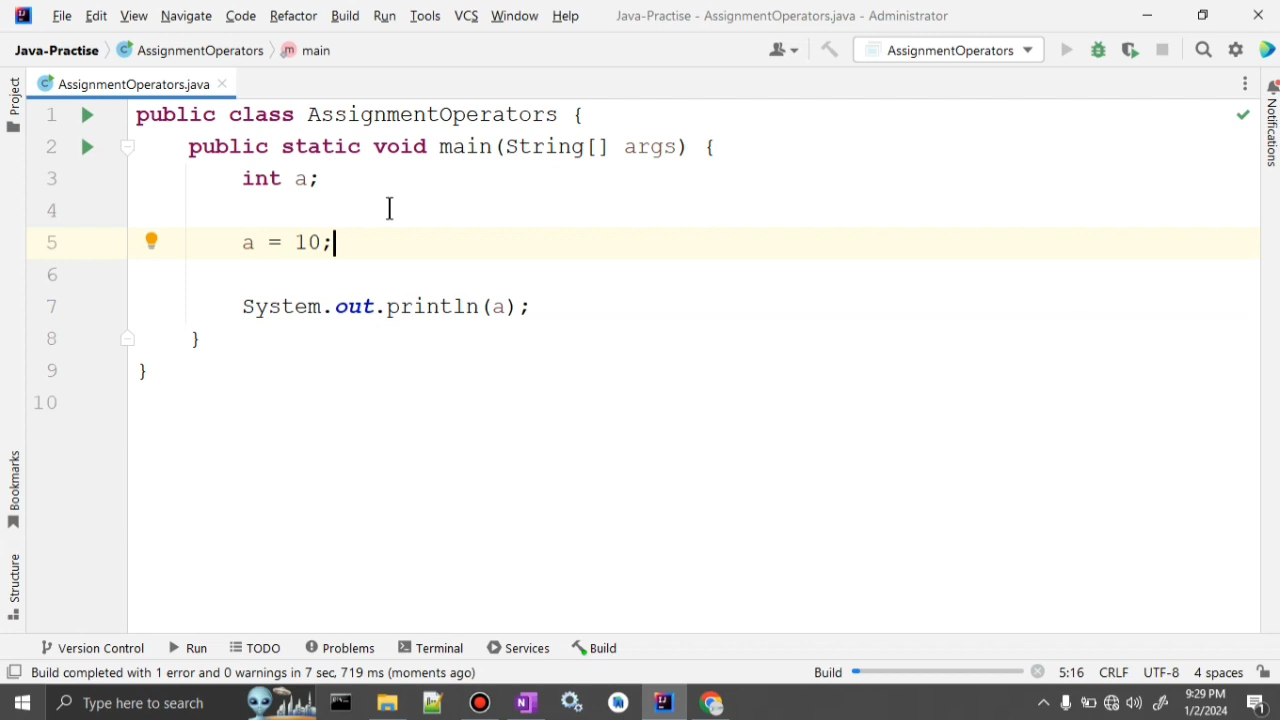 File Edit View Navigate Code Refactor Build Run Tools VCS Window Help Java-Practise - AssignmentOperators.java - Administrator
Java-Practise AssignmentOperators main AssignmentOperators
Project AssignmentOperators.java Notifications
1 public class AssignmentOperators {
2 public static void main(String[] args) {
3 int a;
4
5 a = 10;
6
7 System.out.println(a);
8 }
9 }
10
Bookmarks
Structure
Version Control Run TODO Problems Terminal Services Build
Build completed with 1 error and 0 warnings in 7 sec, 719 ms (moments ago) Build 5:16 CRLF UTF-8 4 spaces
Type here to search 9:29 PM
1/2/2024 1